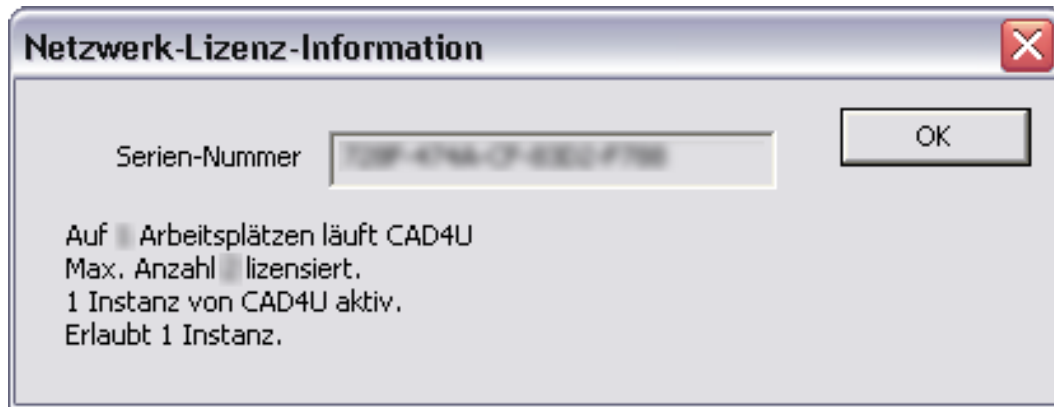 Netzwerk-Lizenz-Information
Serien-Nummer
OK
Auf Arbeitsplätzen läuft CAD4U
Max. Anzahl lizensiert.
1 Instanz von CAD4U aktiv.
Erlaubt 1 Instanz.